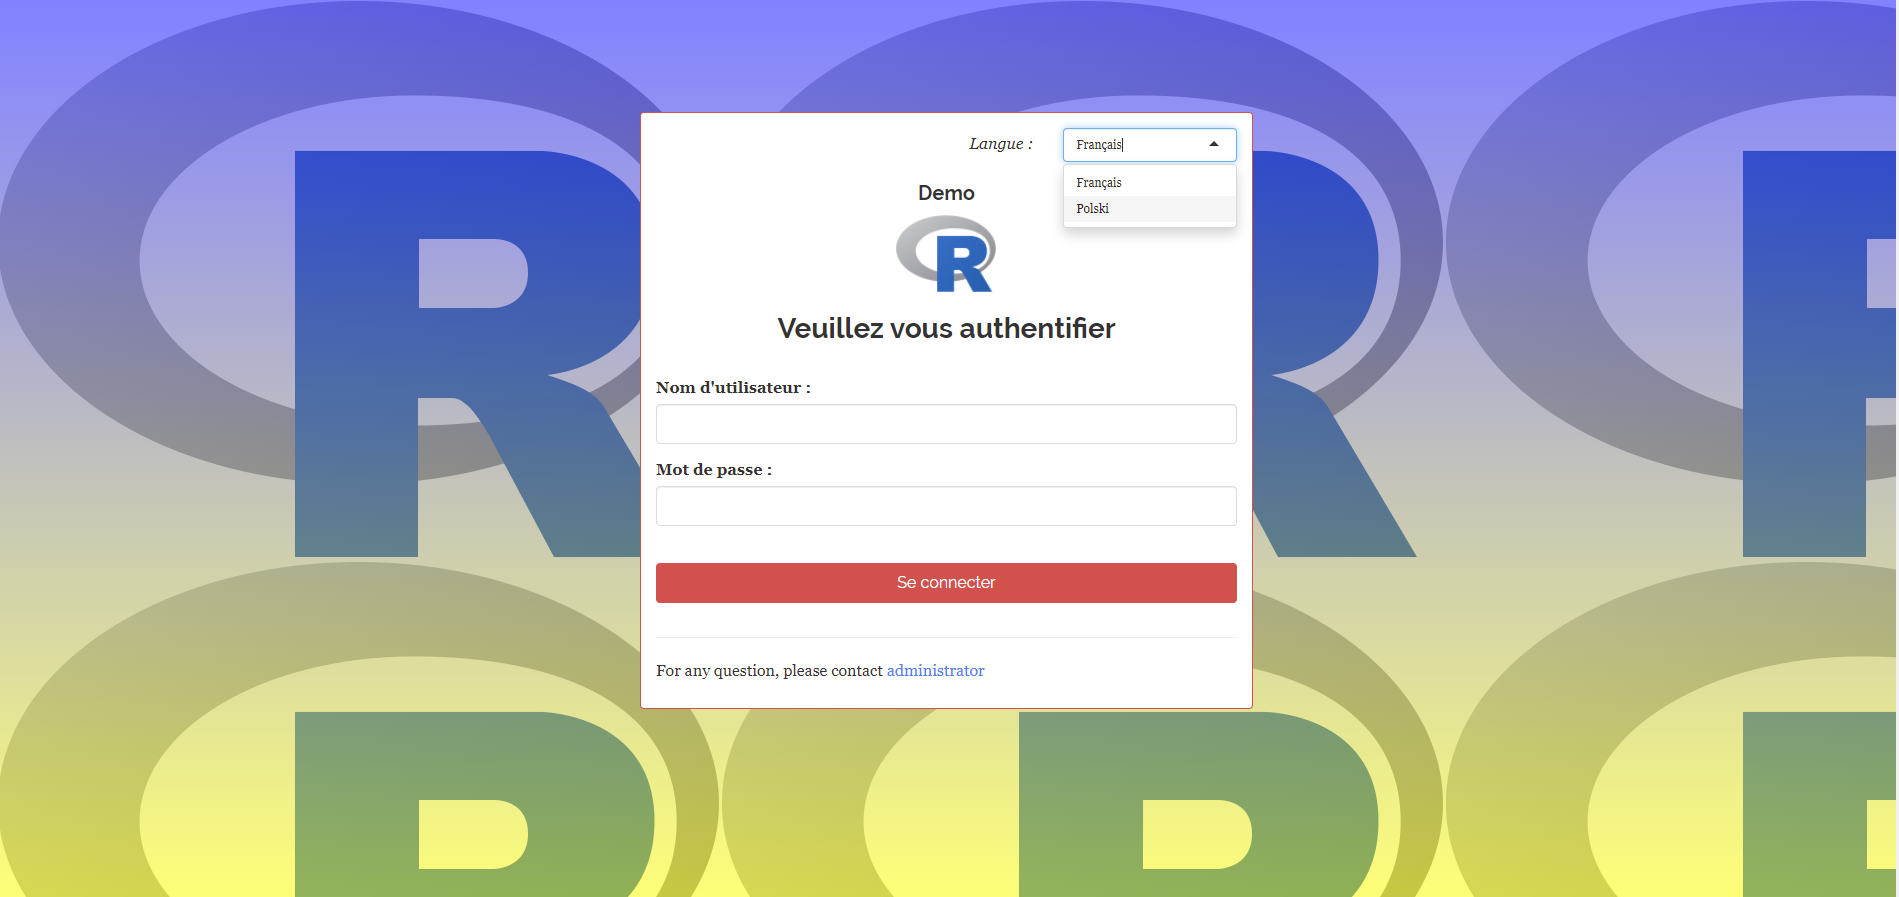 Langue :
Français
Français
Polski
Demo
R
Veuillez vous authentifier
Nom d'utilisateur :
Mot de passe :
Se connecter
For any question, please contact administrator